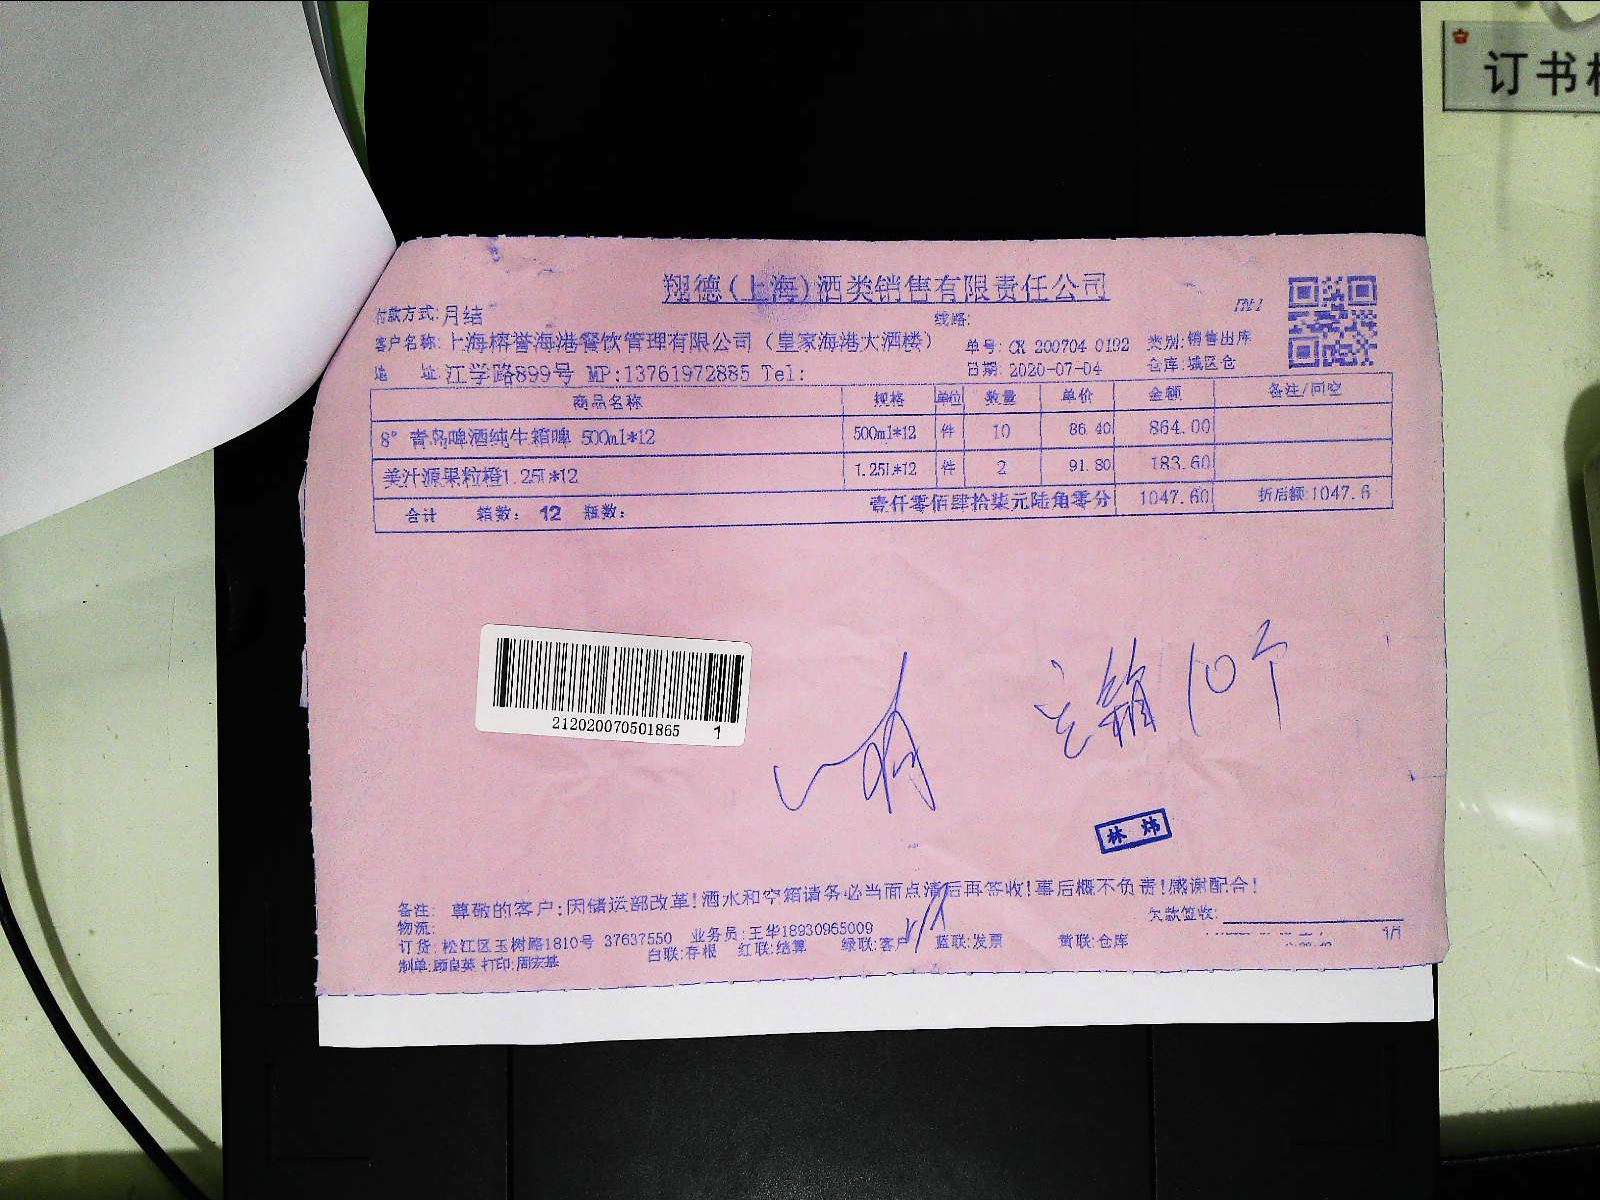 订书机
翔德(上海)酒类销售有限责任公司
付款方式:月结 线路:
客户名称:上海榕誉海港餐饮管理有限公司（皇家海港大酒楼） 单号: CK 200704 0192 类别:销售出库
地 址 江学路899号 MP:13761972885 Tel: 日期: 2020-07-04 仓库:城区仓
商品名称 规格 单位 数量 单价 金额 备注/回空
8° 青岛啤酒纯生箱啤 500ml*12 500ml*12 件 10 86.40 864.00
美汁源果粒橙1.25l*12 1.25l*12 件 2 91.80 183.60
合计 箱数: 12 瓶数: 壹仟零佰肆拾柒元陆角零分 1047.60 折后额:1047.6
212020070501865 1
空箱10个
林炜
备注: 尊敬的客户:因储运部改革!酒水和空箱请务必当面点清后再签收!事后概不负责!感谢配合!
物流: 欠款签收:
订货:松江区玉树路1810号 37637550 业务员:王华18930965009
制单:顾良英 打印:周宏基 白联:存根 红联:结算 绿联:客户 蓝联:发票 黄联:仓库